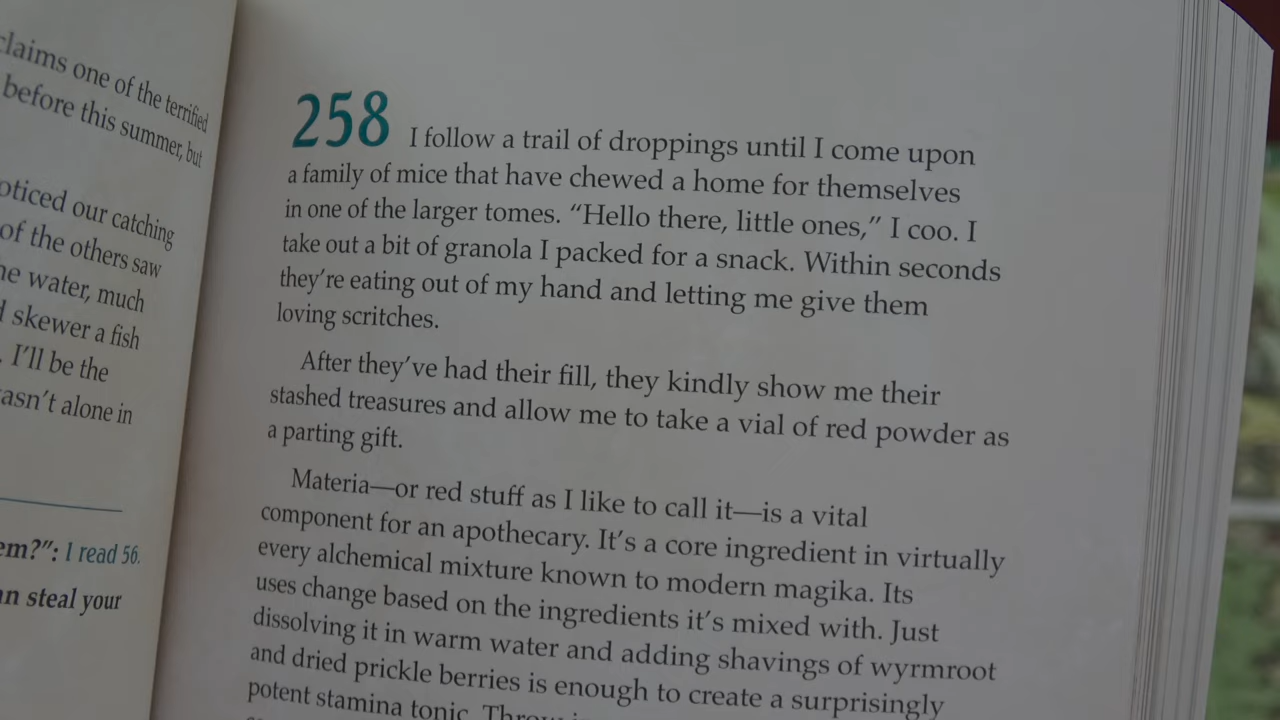 claims one of the terrified
before this summer, but
oticed our catching
of the others saw
he water, much
skewer a fish
I'll be the
asn't alone in
em?": I read 56.
an steal your
258 I follow a trail of droppings until I come upon
a family of mice that have chewed a home for themselves
in one of the larger tomes. “Hello there, little ones,” I coo. I
take out a bit of granola I packed for a snack. Within seconds
they're eating out of my hand and letting me give them
loving scritches.
After they've had their fill, they kindly show me their
stashed treasures and allow me to take a vial of red powder as
a parting gift.
Materia—or red stuff as I like to call it—is a vital
component for an apothecary. It's a core ingredient in virtually
every alchemical mixture known to modern magika. Its
uses change based on the ingredients it's mixed with. Just
dissolving it in warm water and adding shavings of wyrmroot
and dried prickle berries is enough to create a surprisingly
potent stamina tonic.